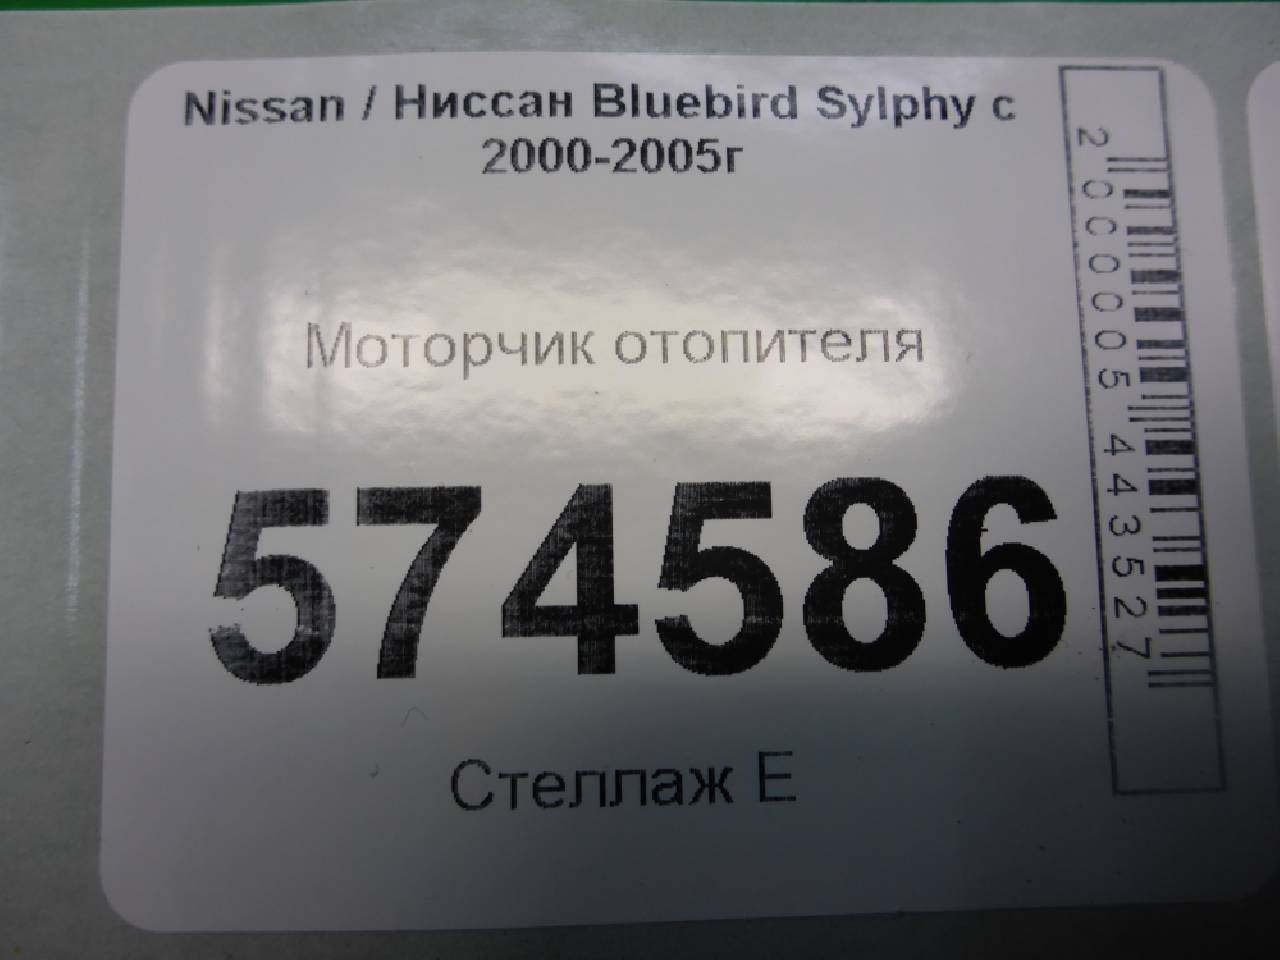 Nissan / Ниссан Bluebird Sylphy с
2000-2005г
Моторчик отопителя
574586
Стеллаж Е
2000005443527